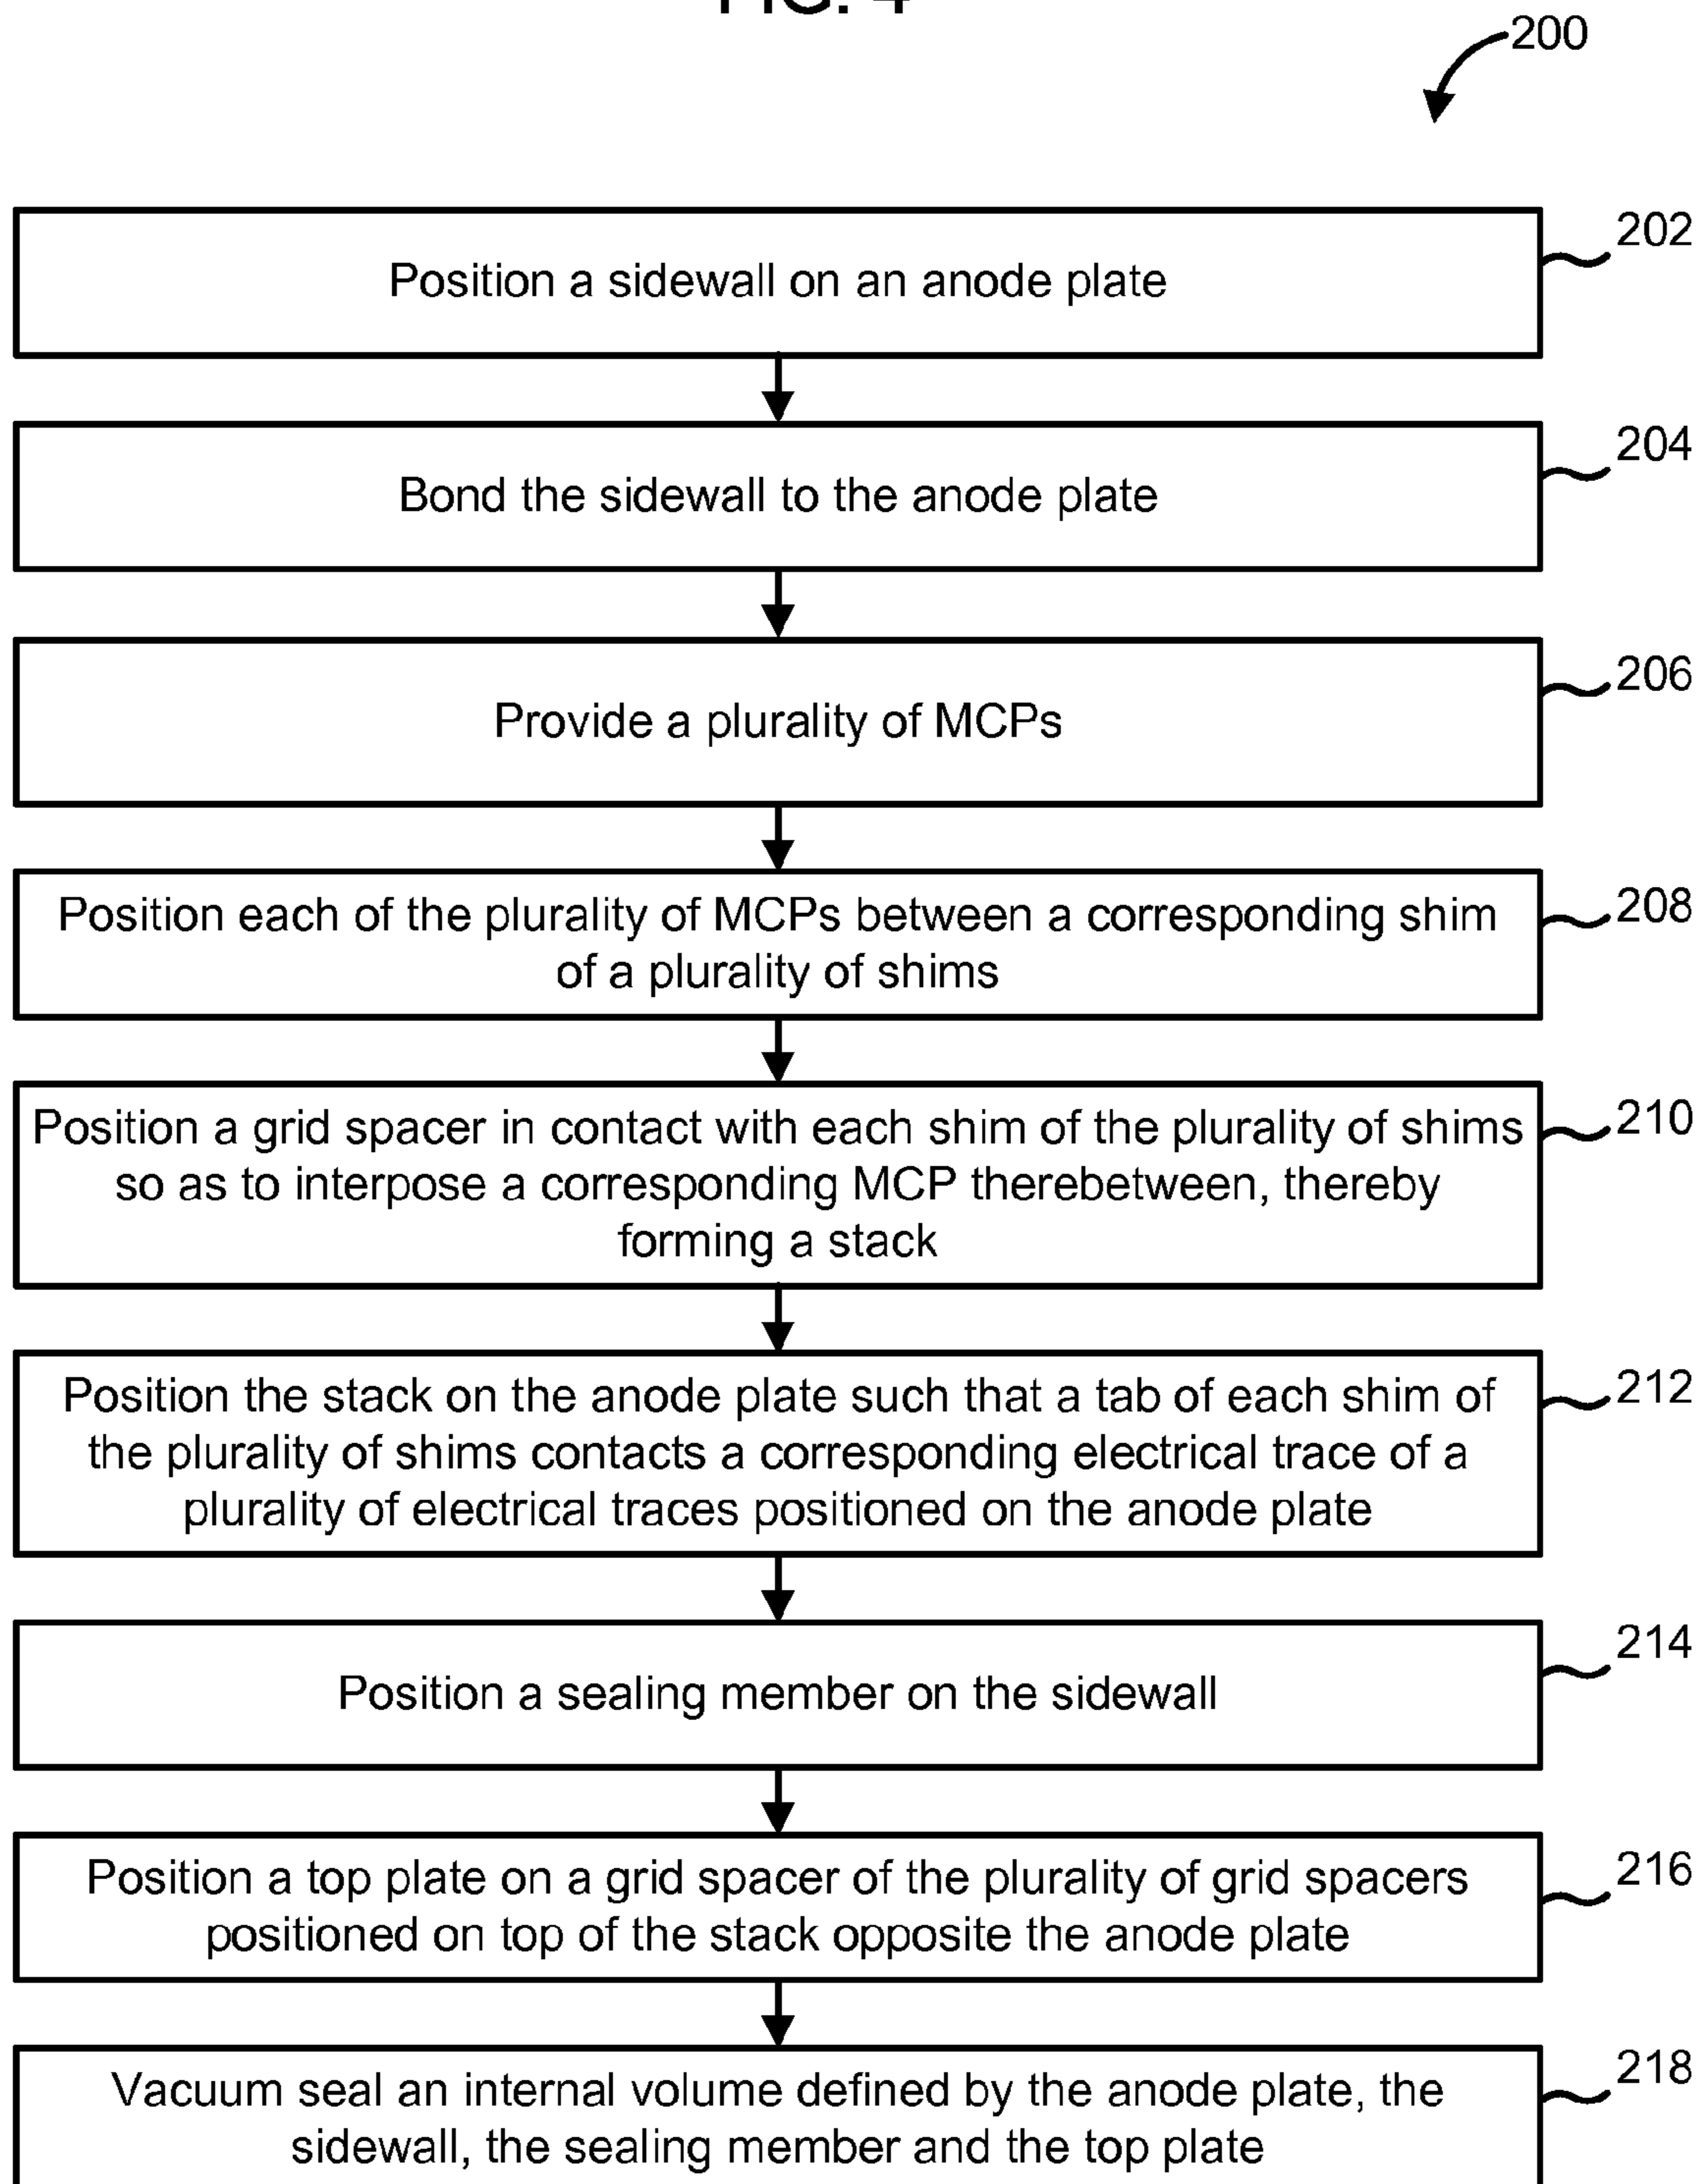 FIG. 4
200
Position a sidewall on an anode plate
202
Bond the sidewall to the anode plate
204
Provide a plurality of MCPs
206
Position each of the plurality of MCPs between a corresponding shim
of a plurality of shims
208
Position a grid spacer in contact with each shim of the plurality of shims
so as to interpose a corresponding MCP therebetween, thereby
forming a stack
210
Position the stack on the anode plate such that a tab of each shim of
the plurality of shims contacts a corresponding electrical trace of a
plurality of electrical traces positioned on the anode plate
212
Position a sealing member on the sidewall
214
Position a top plate on a grid spacer of the plurality of grid spacers
positioned on top of the stack opposite the anode plate
216
Vacuum seal an internal volume defined by the anode plate, the
sidewall, the sealing member and the top plate
218